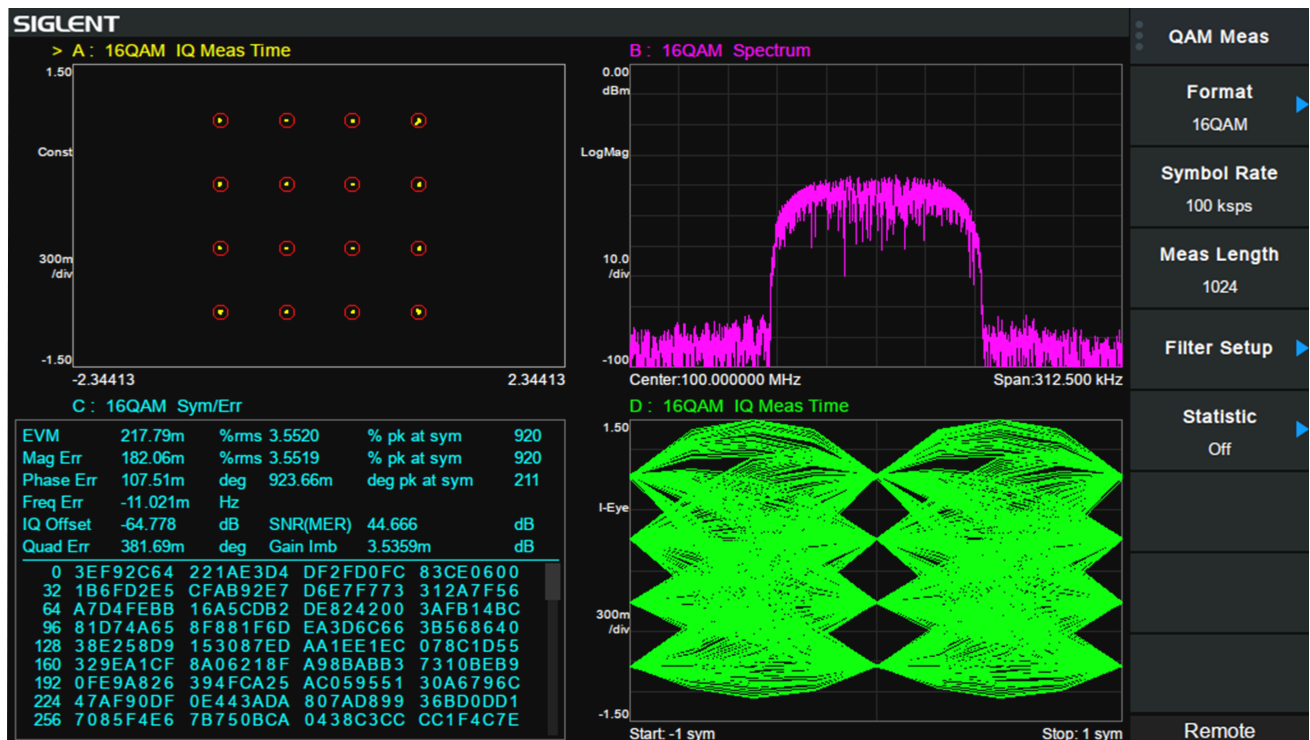 SIGLENT
> A : 16QAM IQ Meas Time
1.50
Const
300m
/div
-1.50
-2.34413 2.34413
B : 16QAM Spectrum
0.00
dBm
LogMag
10.0
/div
-100
Center:100.000000 MHz Span:312.500 kHz
C : 16QAM Sym/Err
EVM 217.79m %rms 3.5520 % pk at sym 920
Mag Err 182.06m %rms 3.5519 % pk at sym 920
Phase Err 107.51m deg 923.66m deg pk at sym 211
Freq Err -11.021m Hz
IQ Offset -64.778 dB SNR(MER) 44.666 dB
Quad Err 381.69m deg Gain Imb 3.5359m dB
0 3EF92C64 221AE3D4 DF2FD0FC 83CE0600
32 1B6FD2E5 CFAB92E7 D6E7F773 312A7F56
64 A7D4FEBB 16A5CDB2 DE824200 3AFB14BC
96 81D74A65 8F881F6D EA3D6C66 3B568640
128 38E258D9 153087ED AA1EE1EC 078C1D55
160 329EA1CF 8A06218F A98BABB3 7310BEB9
192 0FE9A826 394FCA25 AC059551 30A6796C
224 47AF90DF 0E443ADA 807AD899 36BD0DD1
256 7085F4E6 7B750BCA 0438C3CC CC1F4C7E
D : 16QAM IQ Meas Time
1.50
I-Eye
300m
/div
-1.50
Start: -1 sym Stop: 1 sym
QAM Meas
Format
16QAM
Symbol Rate
100 ksps
Meas Length
1024
Filter Setup
Statistic
Off
Remote